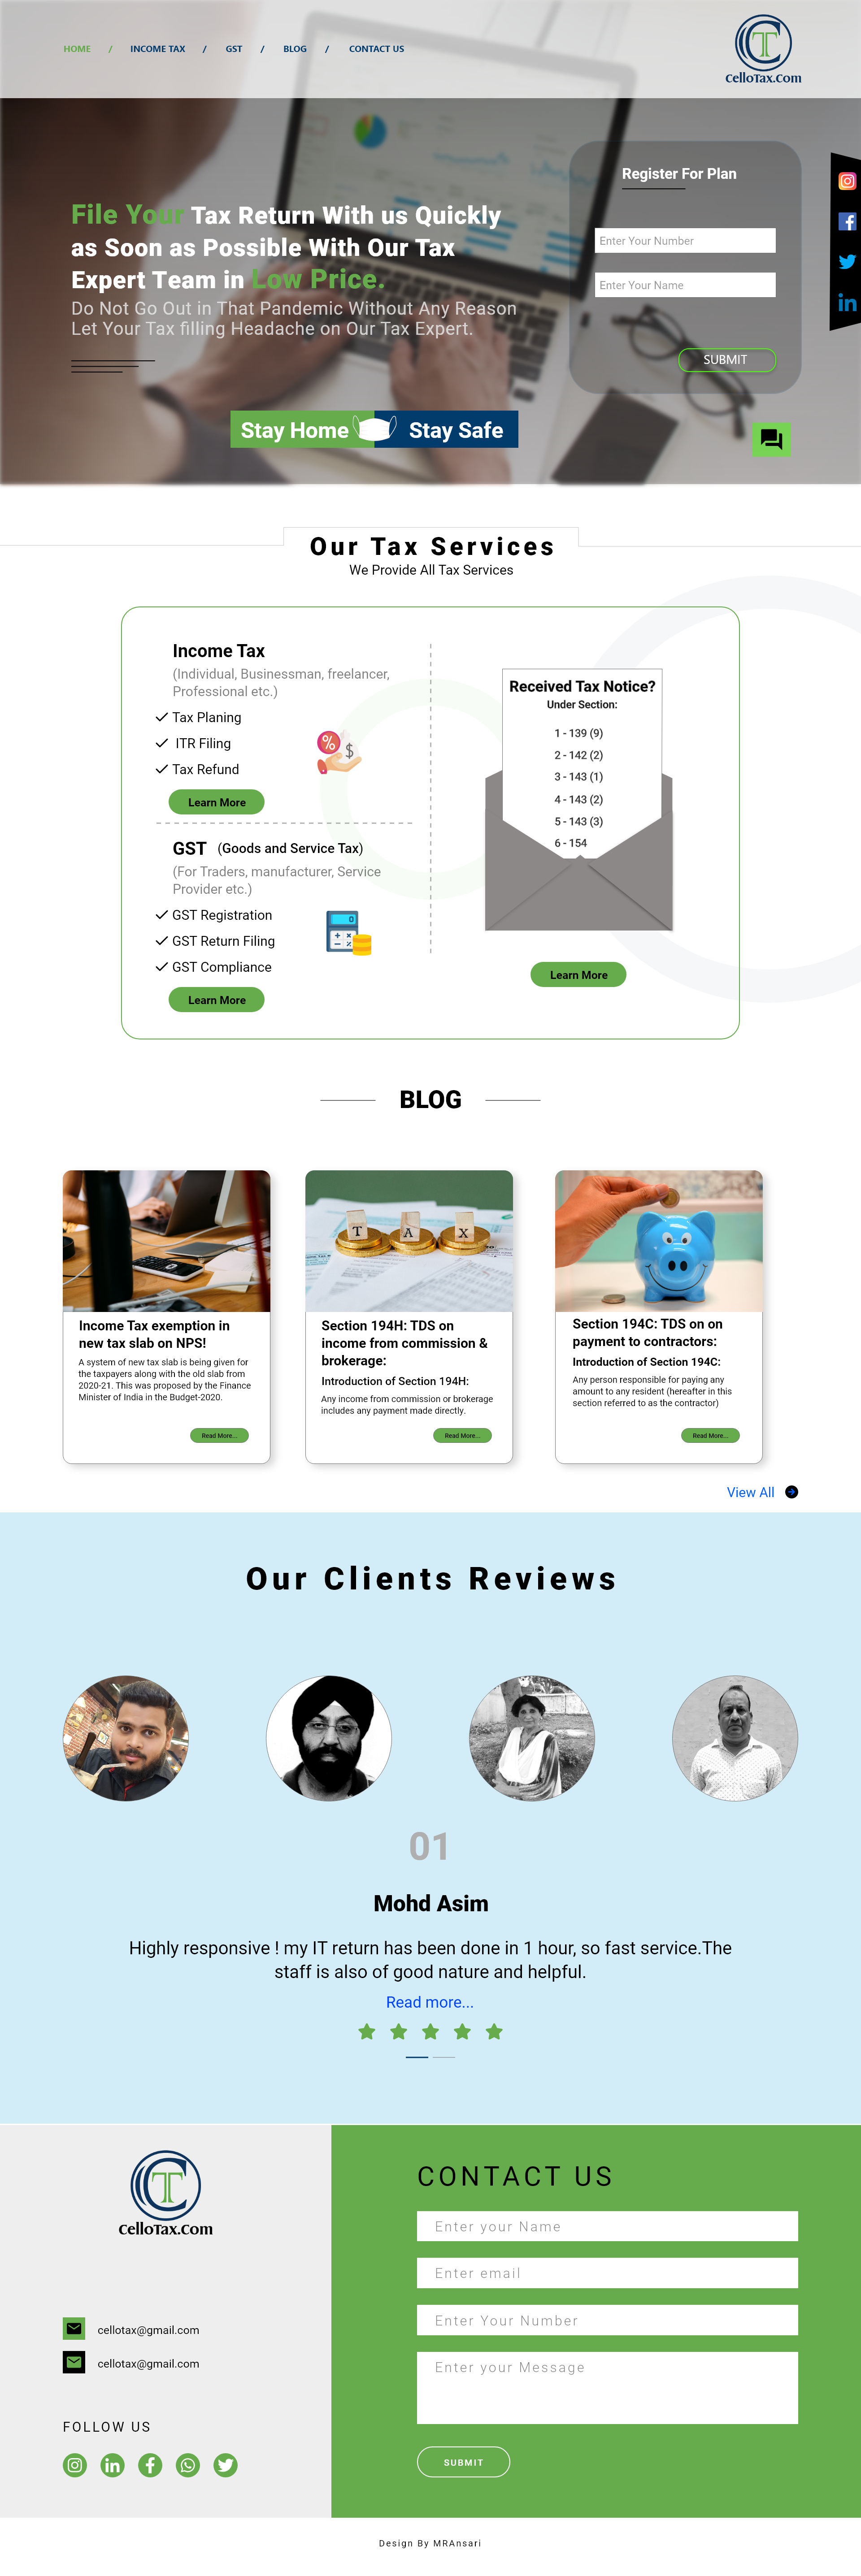 HOME / INCOME TAX / GST / BLOG / CONTACT US
CT
CelloTax.Com
File Your Tax Return With us Quickly
as Soon as Possible With Our Tax
Expert Team in Low Price.
Do Not Go Out in That Pandemic Without Any Reason
Let Your Tax filling Headache on Our Tax Expert.
Register For Plan
Enter Your Number
Enter Your Name
SUBMIT
Stay Home Stay Safe
Our Tax Services
We Provide All Tax Services
Income Tax
(Individual, Businessman, freelancer,
Professional etc.)
Tax Planing
ITR Filing
Tax Refund
Learn More
GST (Goods and Service Tax)
(For Traders, manufacturer, Service
Provider etc.)
GST Registration
GST Return Filing
GST Compliance
Learn More
Received Tax Notice?
Under Section:
1 - 139 (9)
2 - 142 (2)
3 - 143 (1)
4 - 143 (2)
5 - 143 (3)
6 - 154
Learn More
BLOG
Income Tax exemption in
new tax slab on NPS!
A system of new tax slab is being given for
the taxpayers along with the old slab from
2020-21. This was proposed by the Finance
Minister of India in the Budget-2020.
Read More...
T A X
Section 194H: TDS on
income from commission &
brokerage:
Introduction of Section 194H:
Any income from commission or brokerage
includes any payment made directly.
Read More...
Section 194C: TDS on on
payment to contractors:
Introduction of Section 194C:
Any person responsible for paying any
amount to any resident (hereafter in this
section referred to as the contractor)
Read More...
View All
Our Clients Reviews
01
Mohd Asim
Highly responsive ! my IT return has been done in 1 hour, so fast service.The
staff is also of good nature and helpful.
Read more...
CT
CelloTax.Com
cellotax@gmail.com
cellotax@gmail.com
FOLLOW US
CONTACT US
Enter your Name
Enter email
Enter Your Number
Enter your Message
SUBMIT
Design By MRAnsari